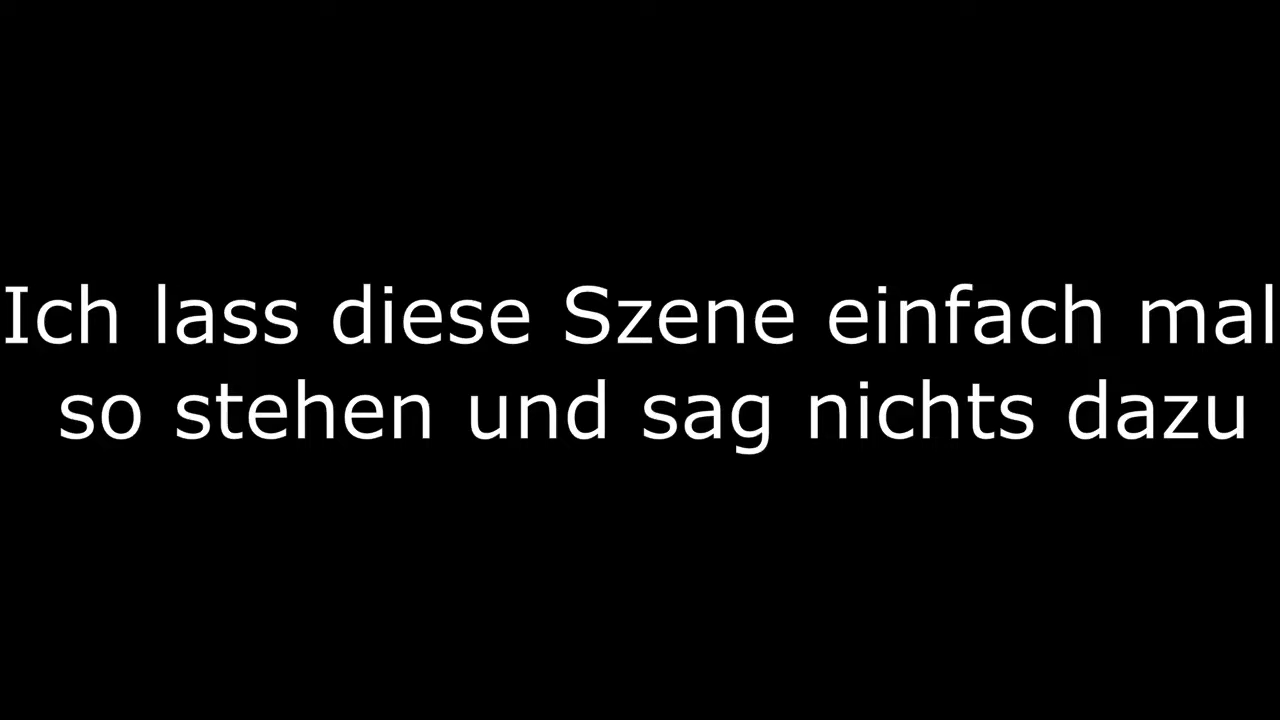 Ich lass diese Szene einfach mal
so stehen und sag nichts dazu